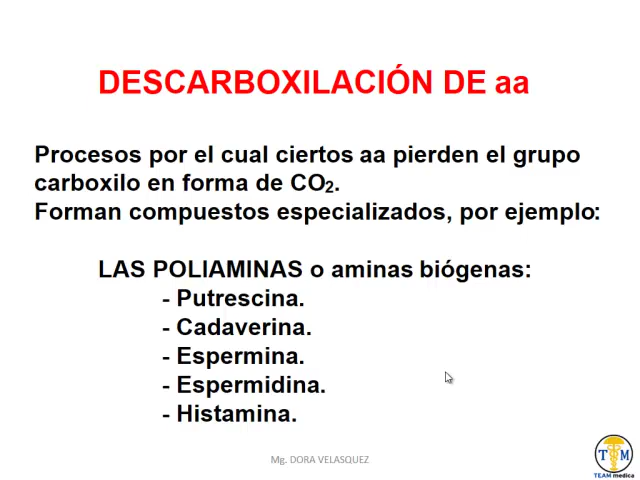 DESCARBOXILACIÓN DE aa
Procesos por el cual ciertos aa pierden el grupo
carboxilo en forma de CO2.
Forman compuestos especializados, por ejemplo:
LAS POLIAMINAS o aminas biógenas:
- Putrescina.
- Cadaverina.
- Espermina.
- Espermidina.
- Histamina.
Mg. DORA VELASQUEZ
T M
TEAM medica